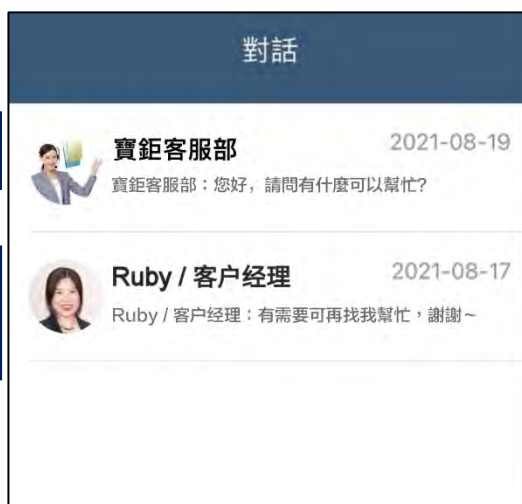 對話
寶鉅客服部
2021-08-19
寶鉅客服部：您好，請問有什麼可以幫忙?
Ruby / 客户经理
2021-08-17
Ruby / 客户经理：有需要可再找我幫忙，謝謝~